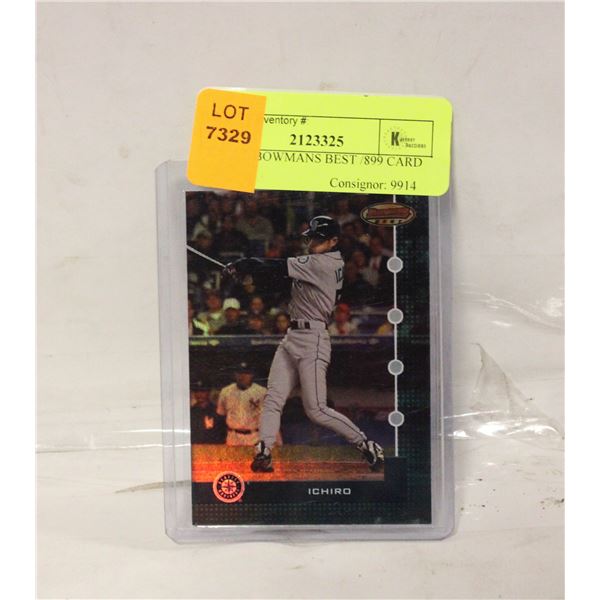 LOT
7329
ventory #:
2123325
BOWMANS BEST /899 CARD
Consignor: 9914
ICHIRO